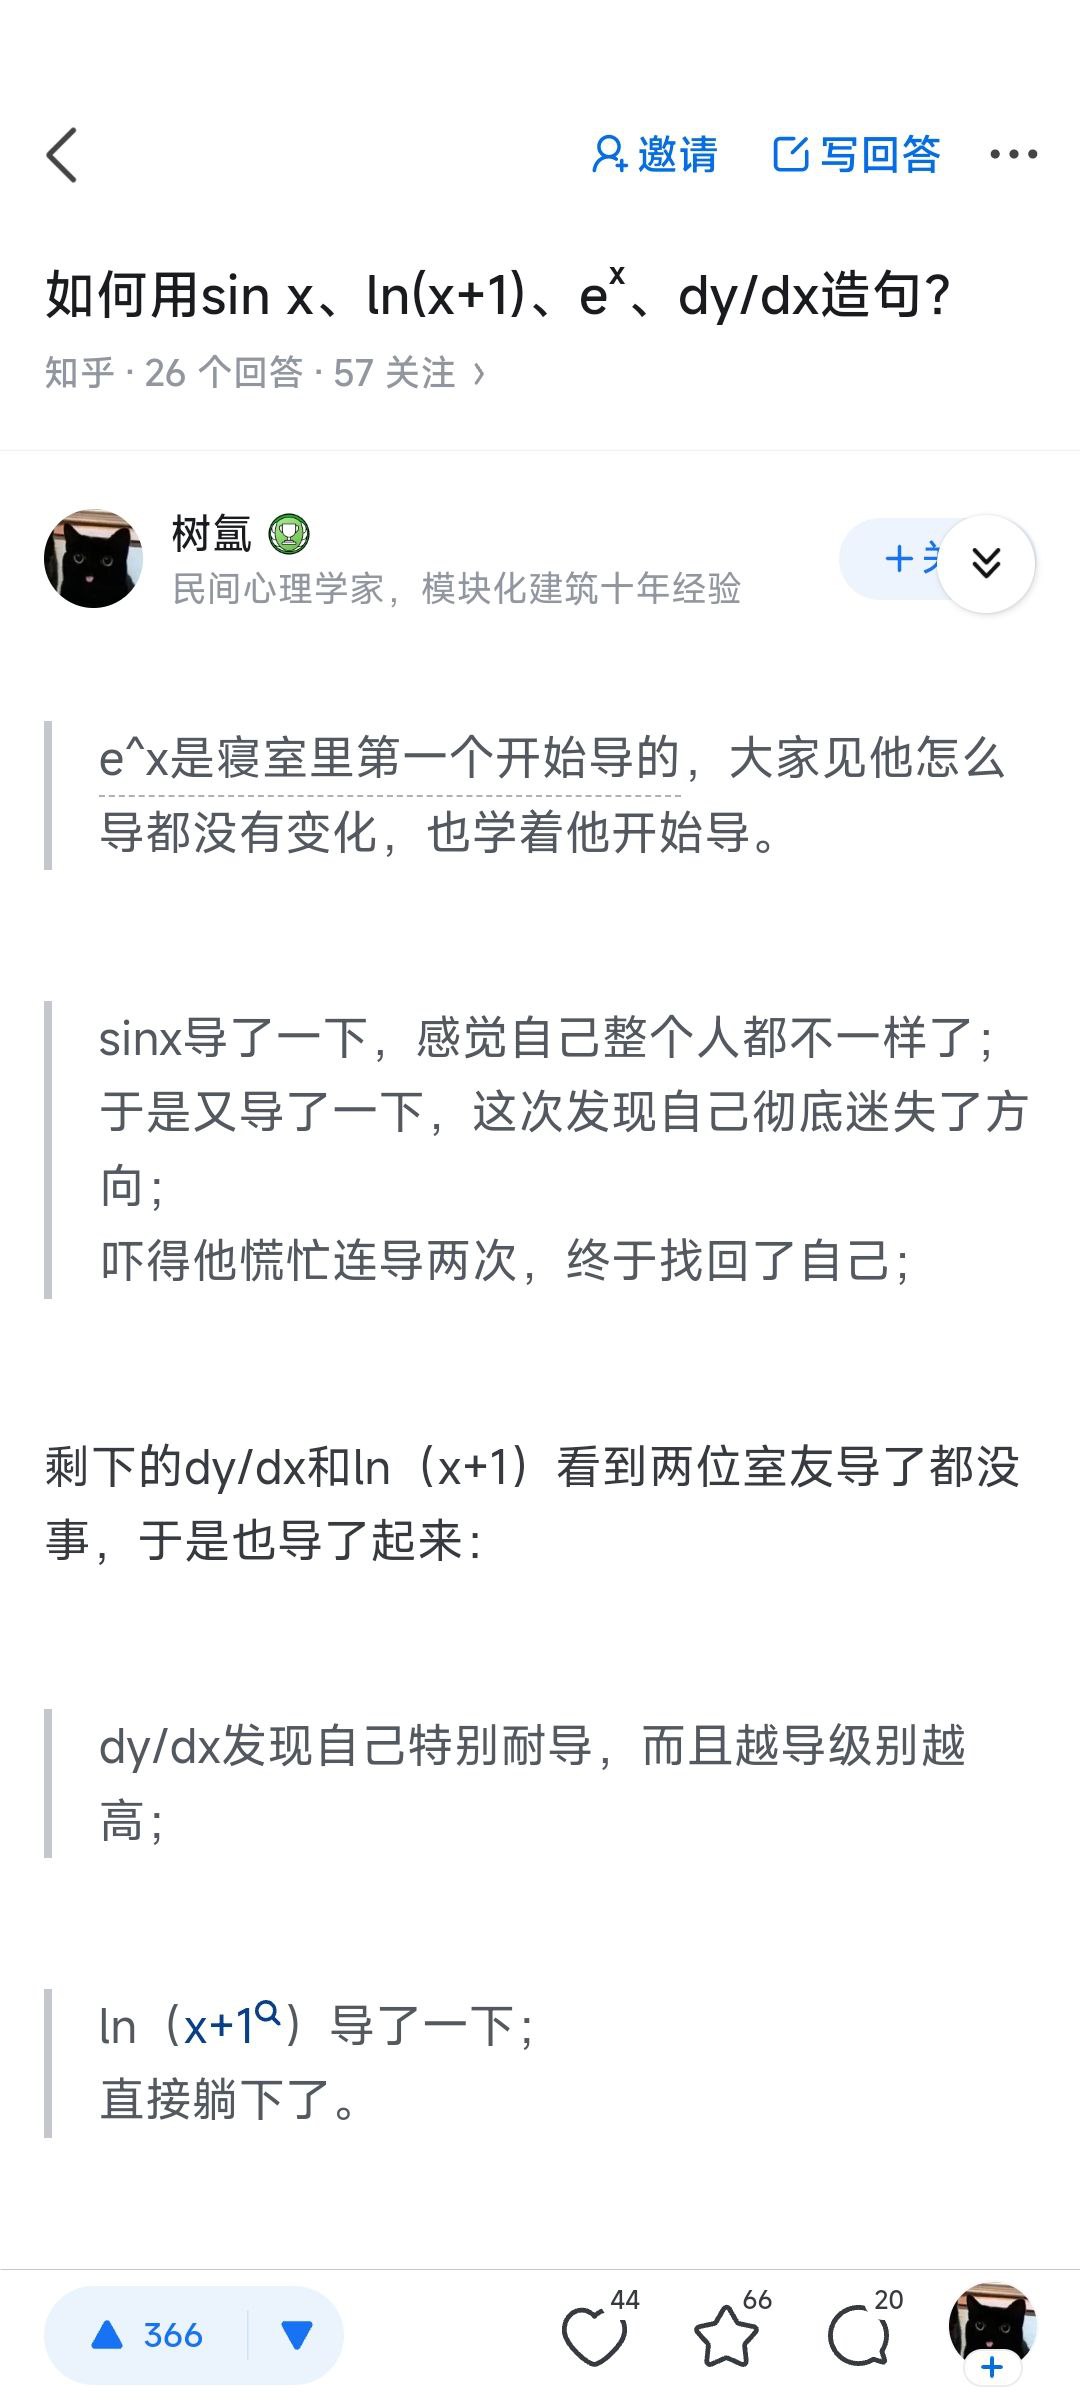 邀请 写回答
如何用sin x、ln(x+1)、eˣ、dy/dx造句？
知乎 · 26 个回答 · 57 关注 ›
树氲
民间心理学家，模块化建筑十年经验
e^x是寝室里第一个开始导的，大家见他怎么
导都没有变化，也学着他开始导。
sinx导了一下，感觉自己整个人都不一样了；
于是又导了一下，这次发现自己彻底迷失了方
向；
吓得他慌忙连导两次，终于找回了自己；
剩下的dy/dx和ln（x+1）看到两位室友导了都没
事，于是也导了起来：
dy/dx发现自己特别耐导，而且越导级别越
高；
ln（x+1）导了一下；
直接躺下了。
366
44
66
20